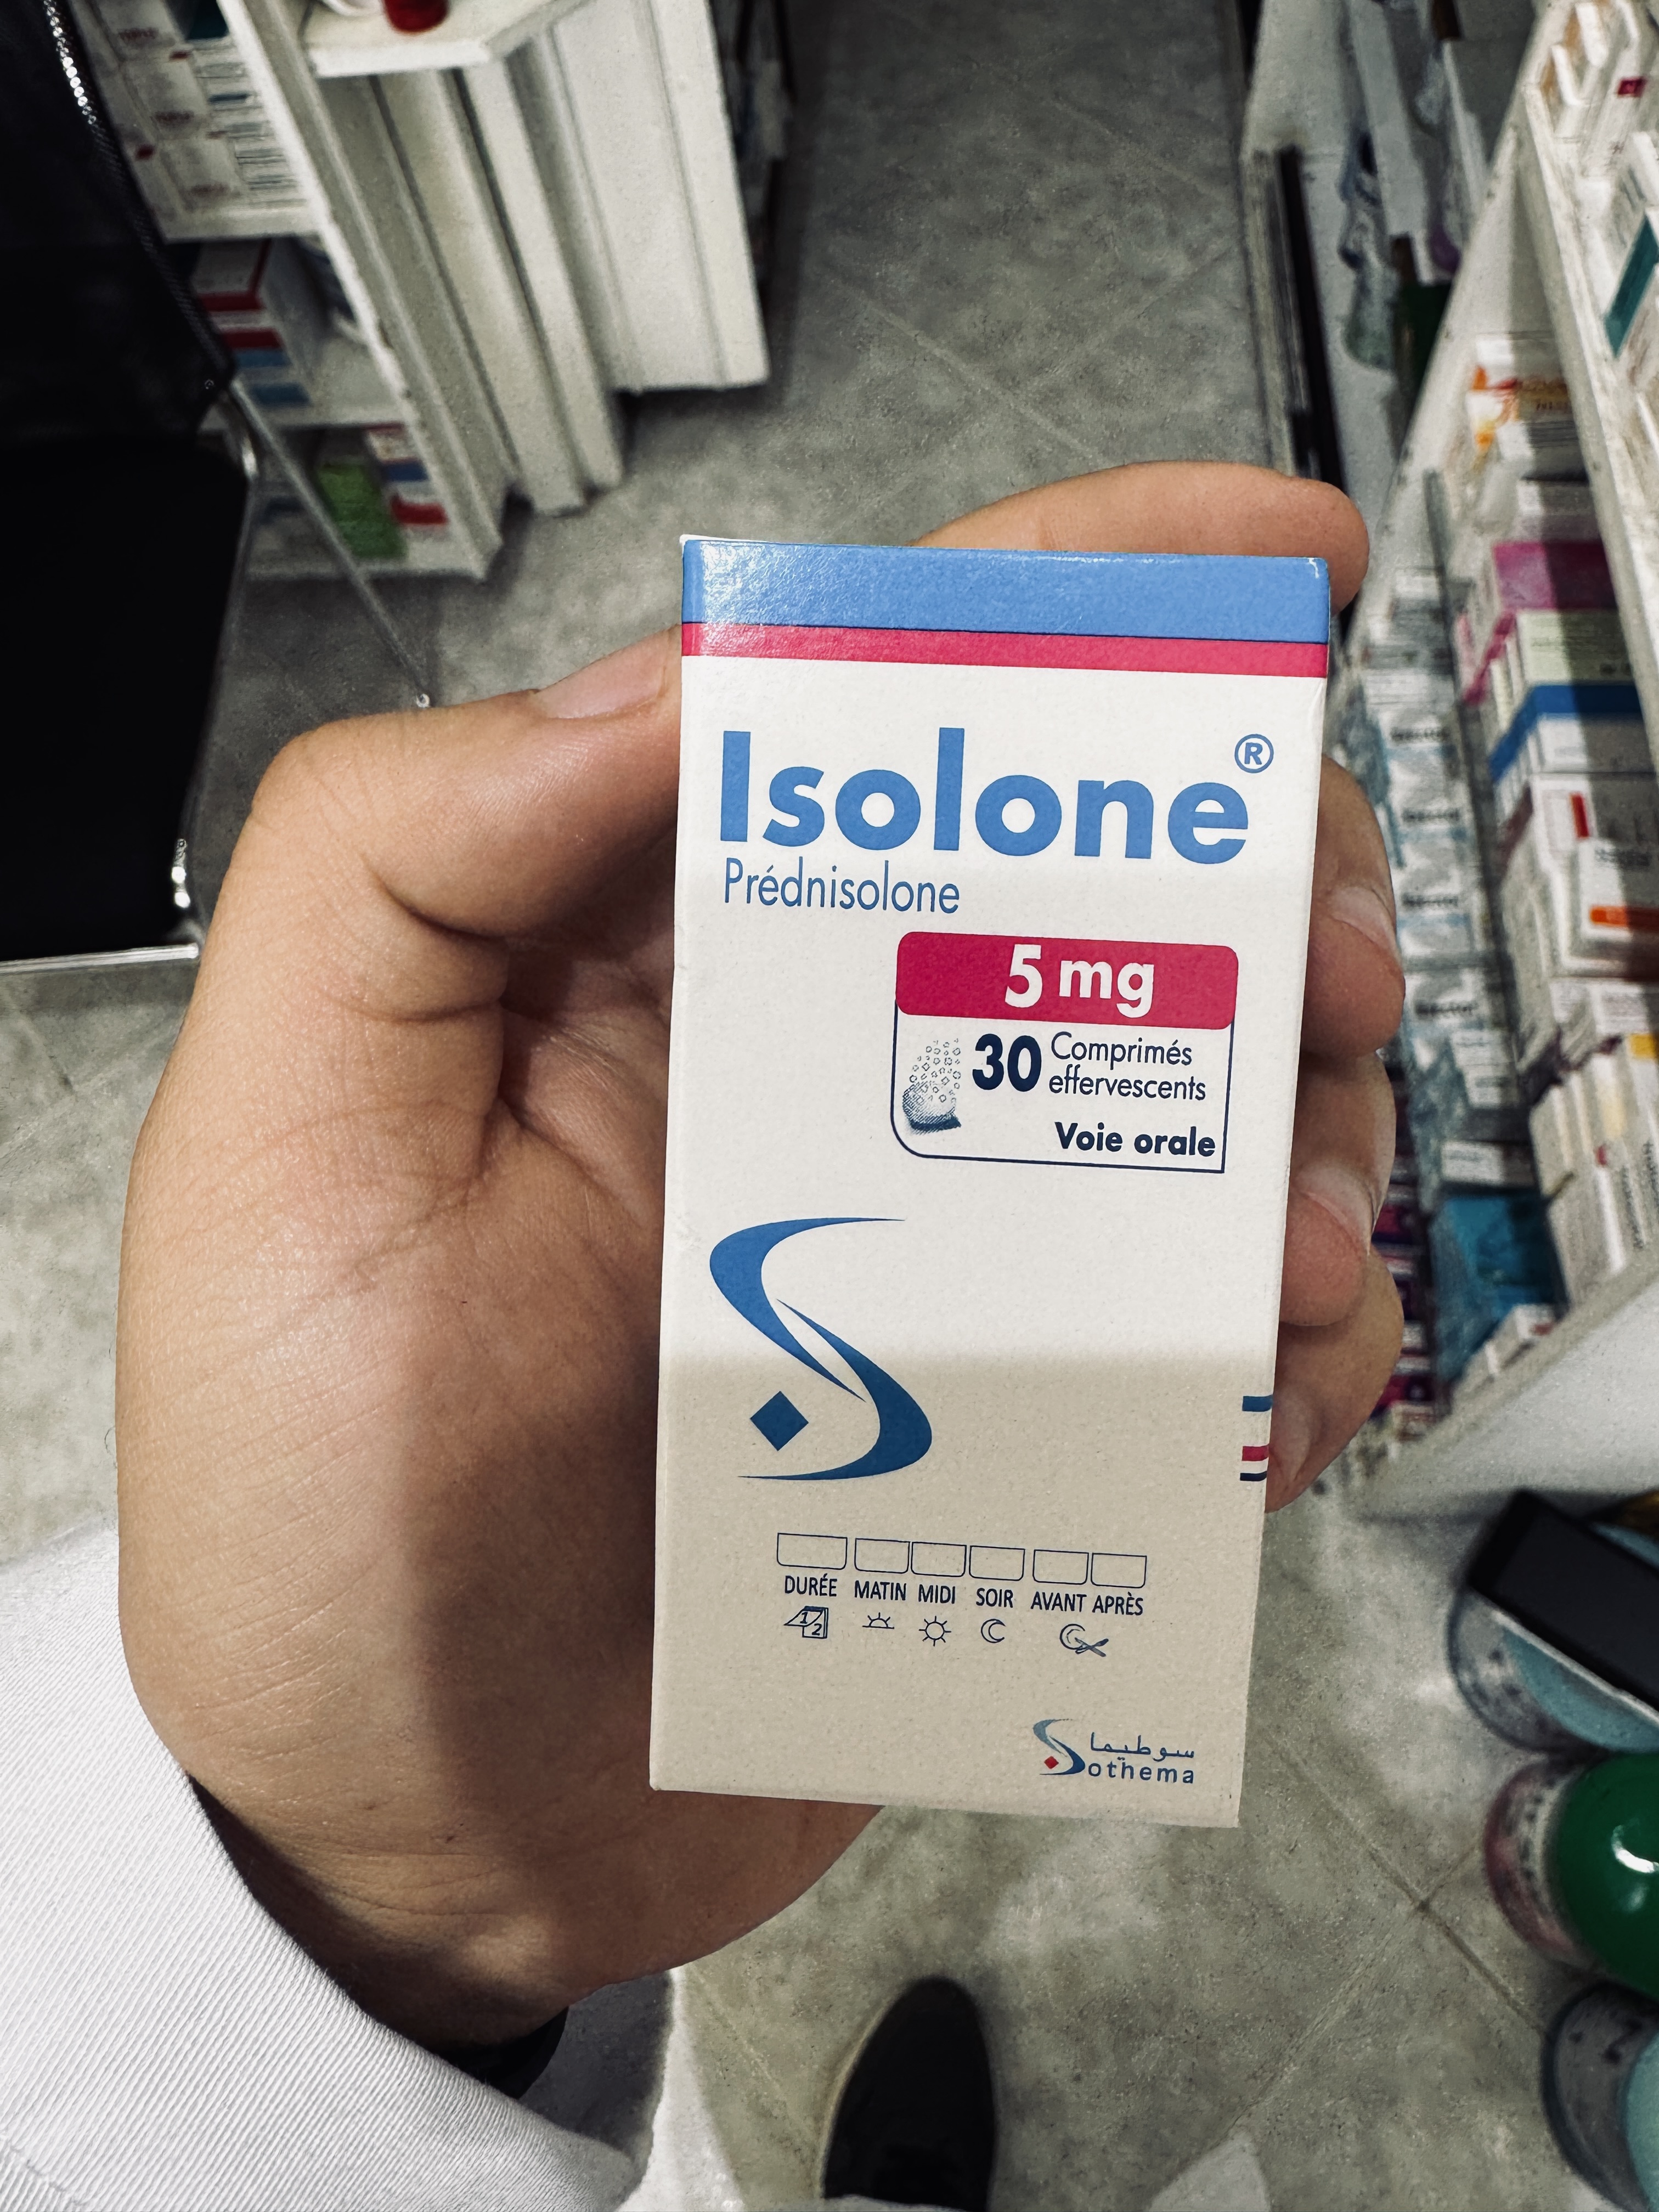 Isolone®
Prédnisolone
5 mg
30 Comprimés
effervescents
Voie orale
DURÉE MATIN MIDI SOIR AVANT APRÈS
سوطيما
Sothema